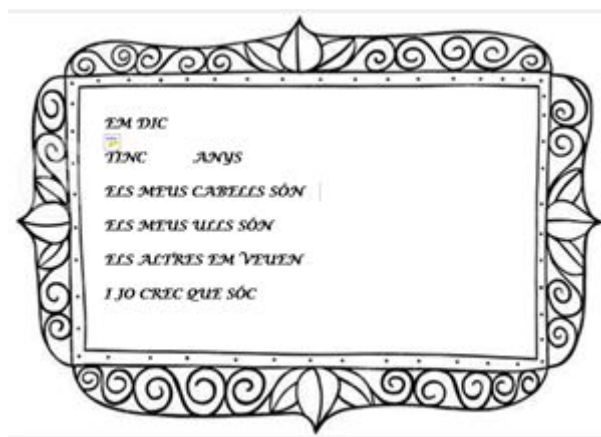 EM DIC
TINC ANYS
ELS MEUS CABELLS SÓN
ELS MEUS ULLS SÓN
ELS ALTRES EM VEUEN
I JO CREC QUE SÓC